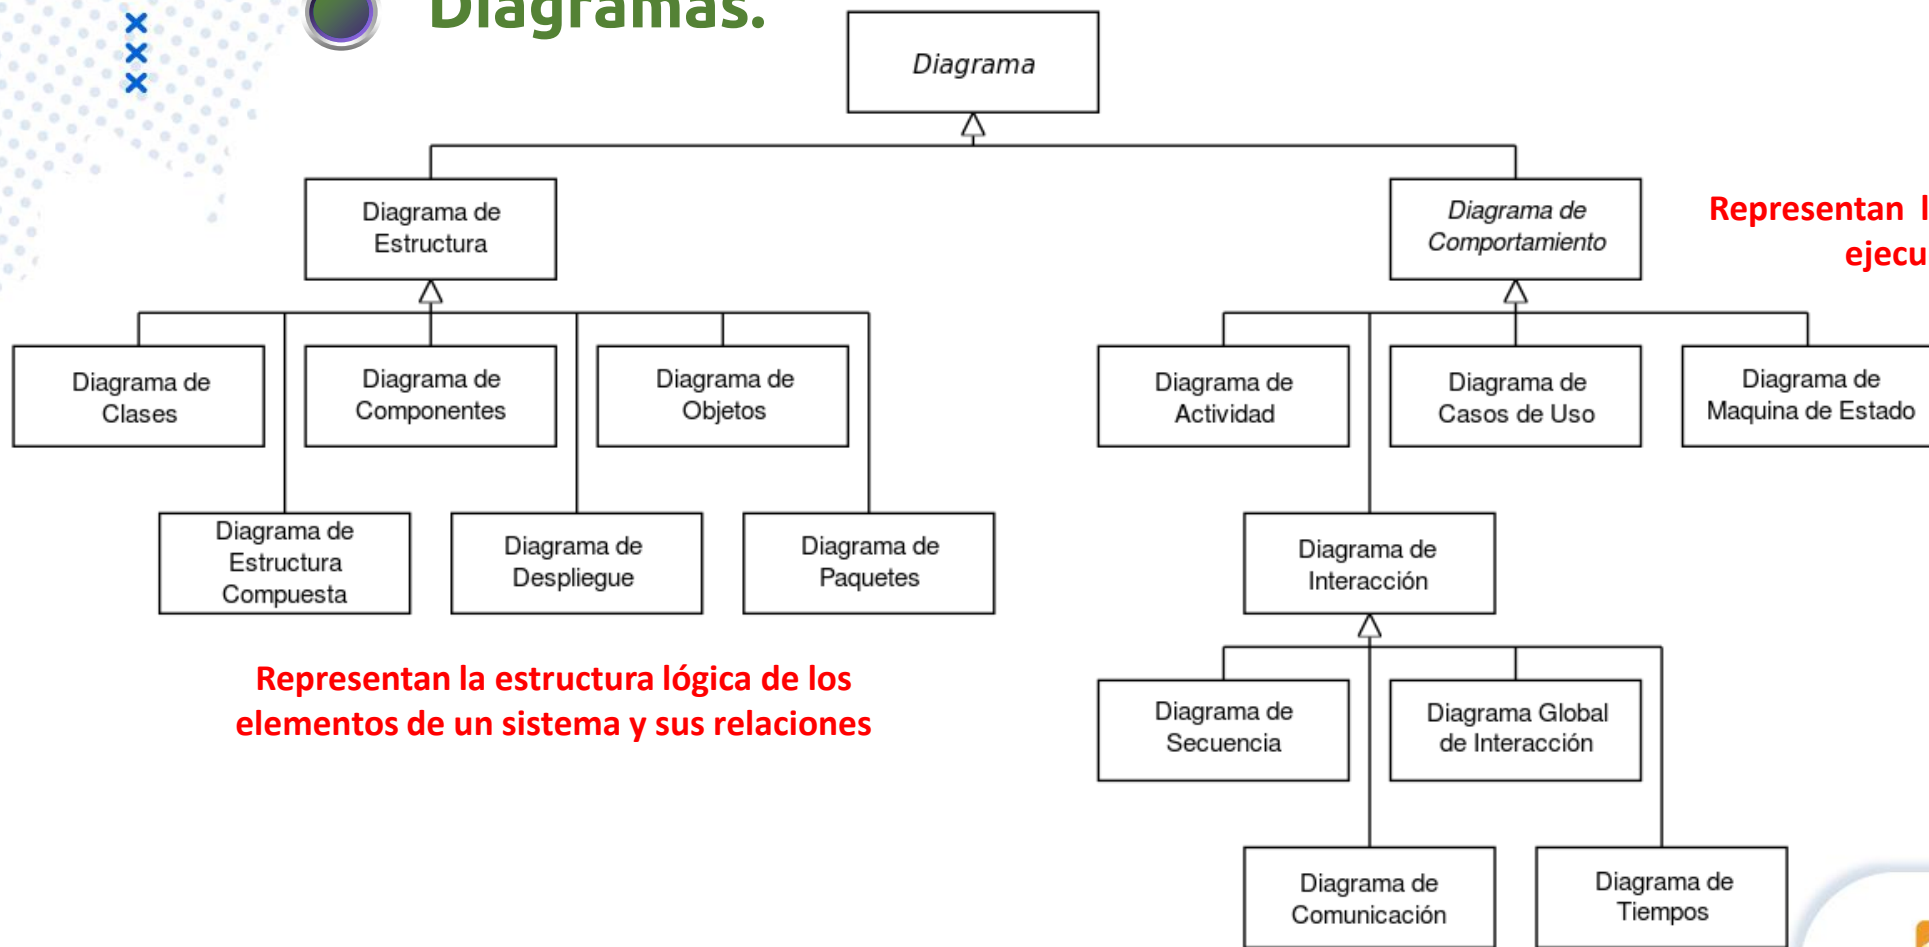 Diagramas.
Diagrama
Diagrama de
Estructura
Diagrama de
Comportamiento
Representan
ejecu
Diagrama de
Clases
Diagrama de
Componentes
Diagrama de
Objetos
Diagrama de
Actividad
Diagrama de
Casos de Uso
Diagrama de
Maquina de Estado
Diagrama de
Estructura
Compuesta
Diagrama de
Despliegue
Diagrama de
Paquetes
Diagrama de
Interacción
Representan la estructura lógica de los
elementos de un sistema y sus relaciones
Diagrama de
Secuencia
Diagrama Global
de Interacción
Diagrama de
Comunicación
Diagrama de
Tiempos